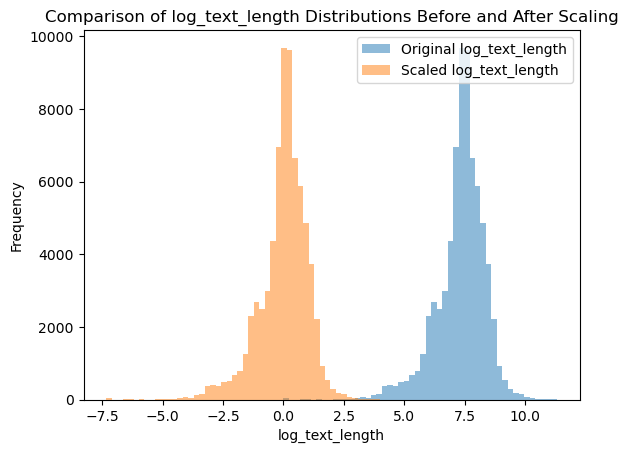 Comparison of log_text_length Distributions Before and After Scaling
Original log_text_length
Scaled log_text_length
Frequency
10000
8000
6000
4000
2000
0
−7.5 −5.0 −2.5 0.0 2.5 5.0 7.5 10.0
log_text_length